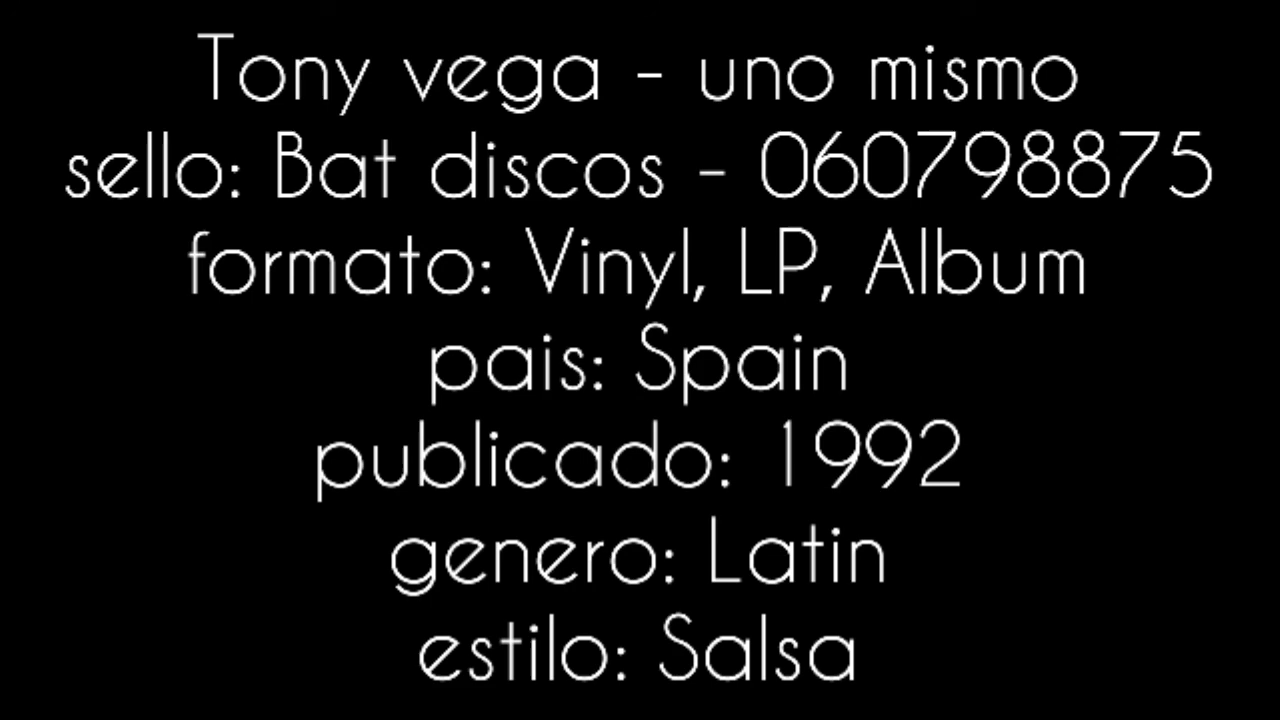 Tony vega - uno mismo
sello: Bat discos - 060798875
formato: Vinyl, LP, Album
pais: Spain
publicado: 1992
genero: Latin
estilo: Salsa